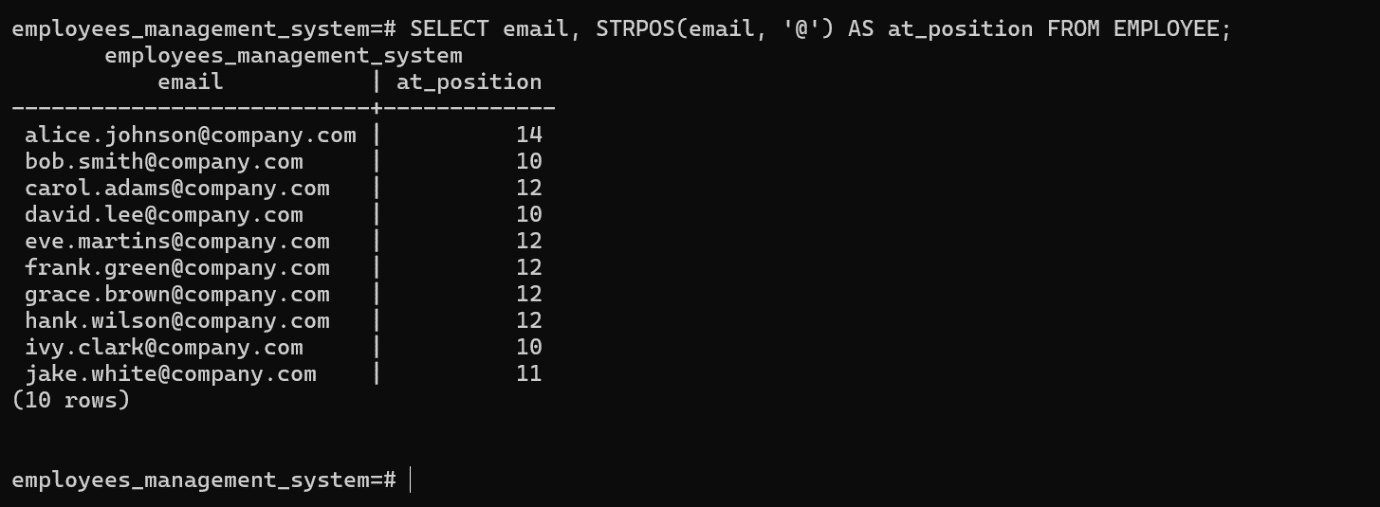 employees_management_system=# SELECT email, STRPOS(email, '@') AS at_position FROM EMPLOYEE;
       employees_management_system
           email           | at_position
---------------------------+-------------
 alice.johnson@company.com |          14
 bob.smith@company.com     |          10
 carol.adams@company.com   |          12
 david.lee@company.com     |          10
 eve.martins@company.com   |          12
 frank.green@company.com   |          12
 grace.brown@company.com   |          12
 hank.wilson@company.com   |          12
 ivy.clark@company.com     |          10
 jake.white@company.com    |          11
(10 rows)
employees_management_system=#